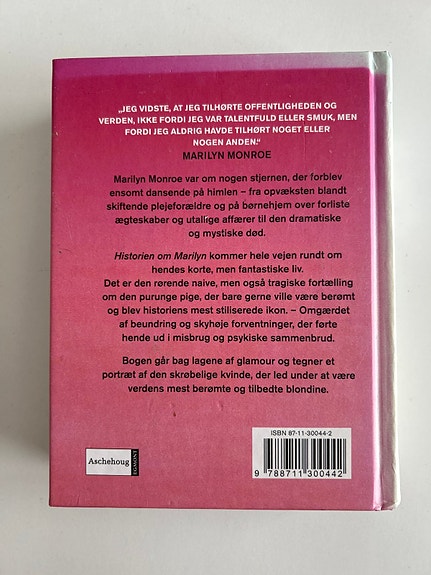 „JEG VIDSTE, AT JEG TILHØRTE OFFENTLIGHEDEN OG
VERDEN, IKKE FORDI JEG VAR TALENTFULD ELLER SMUK, MEN
FORDI JEG ALDRIG HAVDE TILHØRT NOGET ELLER
NOGEN ANDEN.“
MARILYN MONROE
Marilyn Monroe var om nogen stjernen, der forblev
ensomt dansende på himlen – fra opvæksten blandt
skiftende plejeforældre og på børnehjem over forliste
ægteskaber og utallige affærer til den dramatiske
og mystiske død.
Historien om Marilyn kommer hele vejen rundt om
hendes korte, men fantastiske liv.
Det er den rørende naive, men også tragiske fortælling
om den purunge pige, der bare gerne ville være berømt
og blev historiens mest stiliserede ikon. – Omgærdet
af beundring og skyhøje forventninger, der førte
hende ud i misbrug og psykiske sammenbrud.
Bogen går bag lagene af glamour og tegner et
portræt af den skrøbelige kvinde, der led under at være
verdens mest berømte og tilbedte blondine.
ISBN 87-11-30044-2
9 788711 300442
Aschehoug
EGMONT